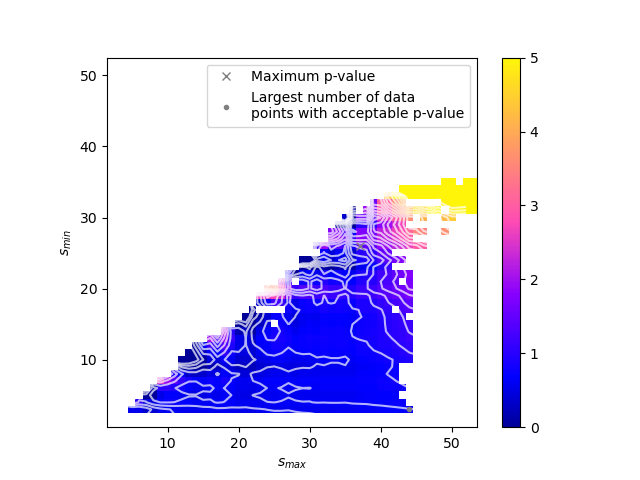 Maximum p-value
Largest number of data
points with acceptable p-value
50
40
30
20
10
s_min
10 20 30 40 50
s_max
5
4
3
2
1
0